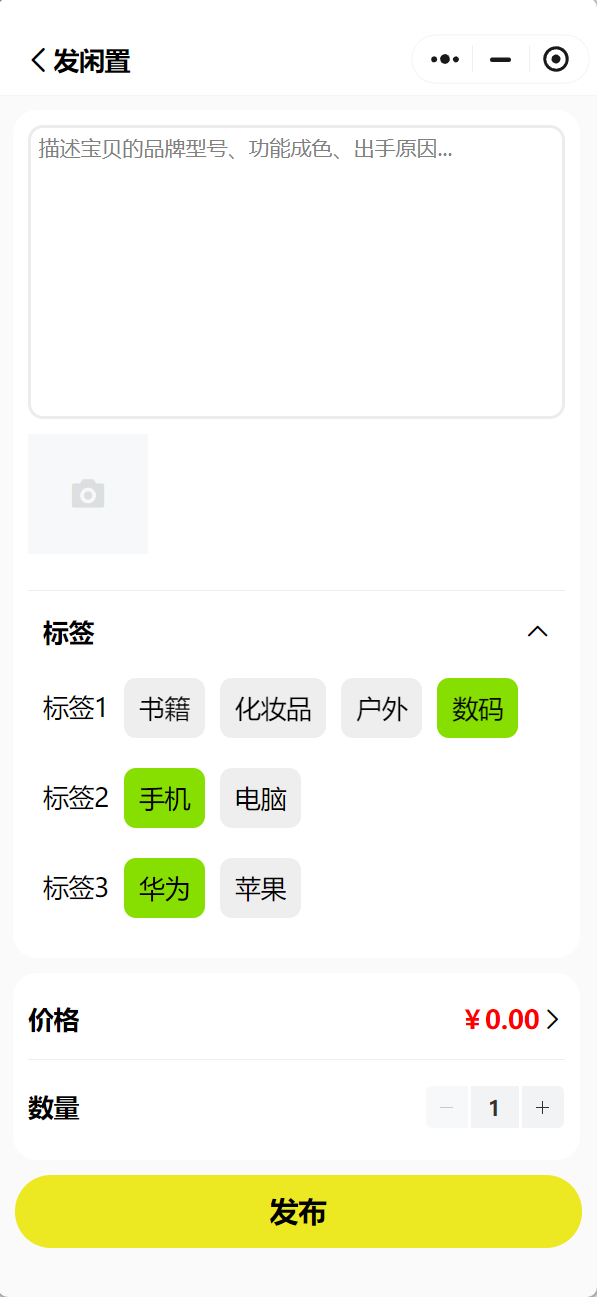 发闲置
描述宝贝的品牌型号、功能成色、出手原因...
标签
标签1 书籍 化妆品 户外 数码
标签2 手机 电脑
标签3 华为 苹果
价格 ¥0.00
数量 1
发布